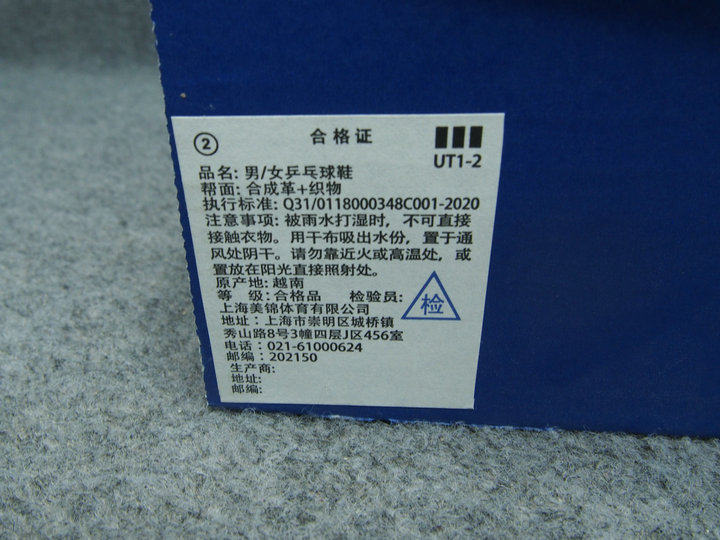 ② 合格证
UT1-2
品名: 男/女乒乓球鞋
帮面: 合成革+织物
执行标准: Q31/0118000348C001-2020
注意事项: 被雨水打湿时，不可直接
接触衣物。用干布吸出水份，置于通
风处阴干。请勿靠近火或高温处，或
置放在阳光直接照射处。
原产地: 越南
等 级: 合格品 检验员: 检
上海美锦体育有限公司
地址: 上海市崇明区城桥镇
秀山路8号3幢四层J区456室
电话: 021-61000624
邮编: 202150
生产商:
地址:
邮编: